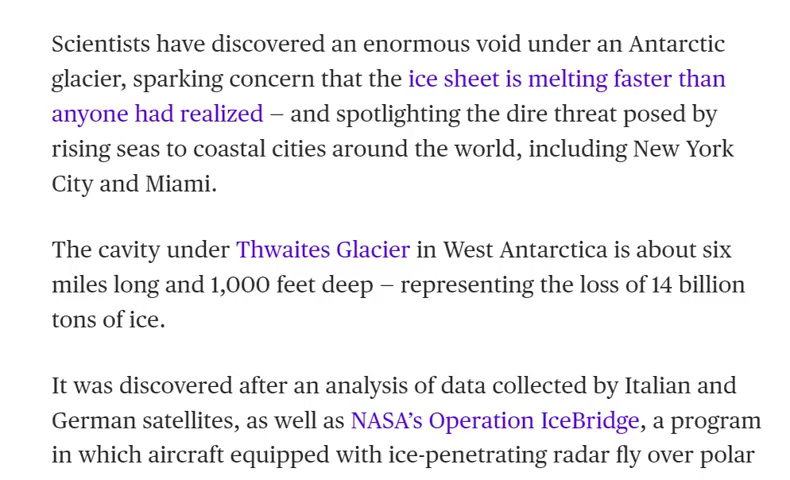 Scientists have discovered an enormous void under an Antarctic
glacier, sparking concern that the ice sheet is melting faster than
anyone had realized – and spotlighting the dire threat posed by
rising seas to coastal cities around the world, including New York
City and Miami.
The cavity under Thwaites Glacier in West Antarctica is about six
miles long and 1,000 feet deep – representing the loss of 14 billion
tons of ice.
It was discovered after an analysis of data collected by Italian and
German satellites, as well as NASA’s Operation IceBridge, a program
in which aircraft equipped with ice-penetrating radar fly over polar